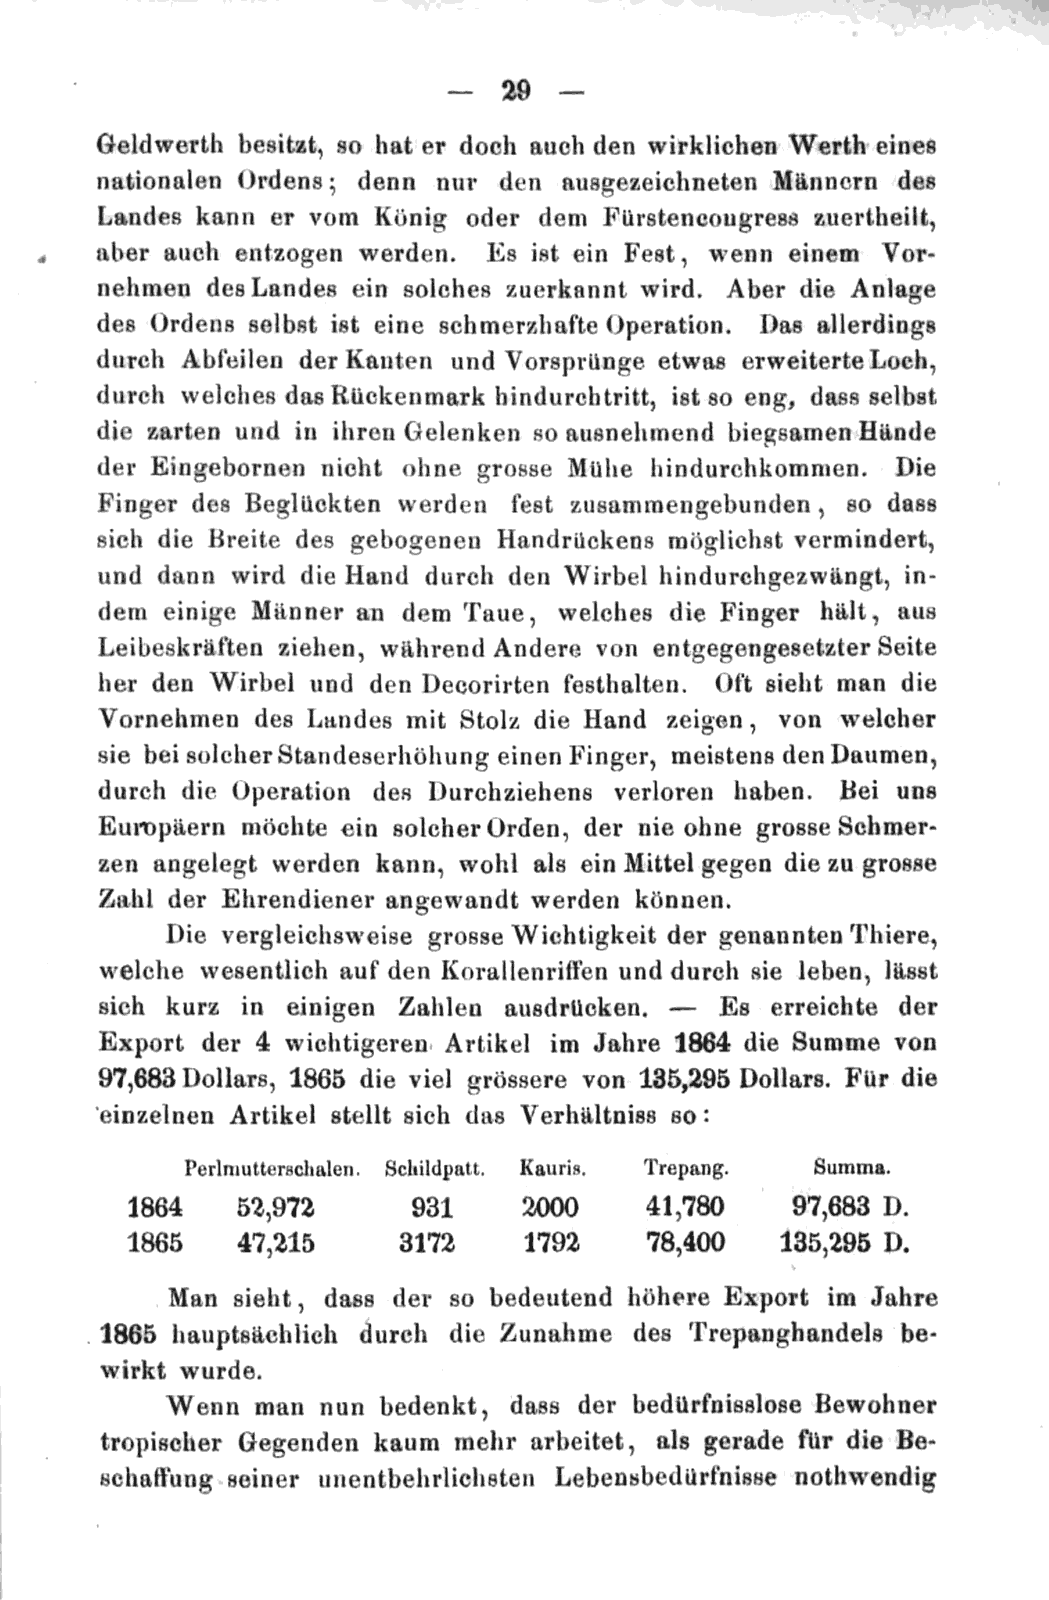 — 29 —
Geldwerth besitzt, so hat er doch auch den wirklichen Werth eines
nationalen Ordens; denn nur den ausgezeichneten Männern des
Landes kann er vom König oder dem Fürstencongress zuertheilt,
aber auch entzogen werden. Es ist ein Fest, wenn einem Vor-
nehmen des Landes ein solches zuerkannt wird. Aber die Anlage
des Ordens selbst ist eine schmerzhafte Operation. Das allerdings
durch Abfeilen der Kanten und Vorsprünge etwas erweiterte Loch,
durch welches das Rückenmark hindurchtritt, ist so eng, dass selbst
die zarten und in ihren Gelenken so ausnehmend biegsamen Hände
der Eingebornen nicht ohne grosse Mühe hindurchkommen. Die
Finger des Beglückten werden fest zusammengebunden, so dass
sich die Breite des gebogenen Handrückens möglichst vermindert,
und dann wird die Hand durch den Wirbel hindurchgezwängt, in-
dem einige Männer an dem Taue, welches die Finger hält, aus
Leibeskräften ziehen, während Andere von entgegengesetzter Seite
her den Wirbel und den Decorirten festhalten. Oft sieht man die
Vornehmen des Landes mit Stolz die Hand zeigen, von welcher
sie bei solcher Standeserhöhung einen Finger, meistens den Daumen,
durch die Operation des Durchziehens verloren haben. Bei uns
Europäern möchte ein solcher Orden, der nie ohne grosse Schmer-
zen angelegt werden kann, wohl als ein Mittel gegen die zu grosse
Zahl der Ehrendiener angewandt werden können.
Die vergleichsweise grosse Wichtigkeit der genannten Thiere,
welche wesentlich auf den Korallenriffen und durch sie leben, lässt
sich kurz in einigen Zahlen ausdrücken. — Es erreichte der
Export der 4 wichtigeren Artikel im Jahre 1864 die Summe von
97,683 Dollars, 1865 die viel grössere von 135,295 Dollars. Für die
einzelnen Artikel stellt sich das Verhältniss so:
Perlmutterschalen. Schildpatt. Kauris. Trepang. Summa.
1864 52,972 931 2000 41,780 97,683 D.
1865 47,215 3172 1792 78,400 135,295 D.
Man sieht, dass der so bedeutend höhere Export im Jahre
1865 hauptsächlich durch die Zunahme des Trepanghandels be-
wirkt wurde.
Wenn man nun bedenkt, dass der bedürfnisslose Bewohner
tropischer Gegenden kaum mehr arbeitet, als gerade für die Be-
schaffung seiner unentbehrlichsten Lebensbedürfnisse nothwendig